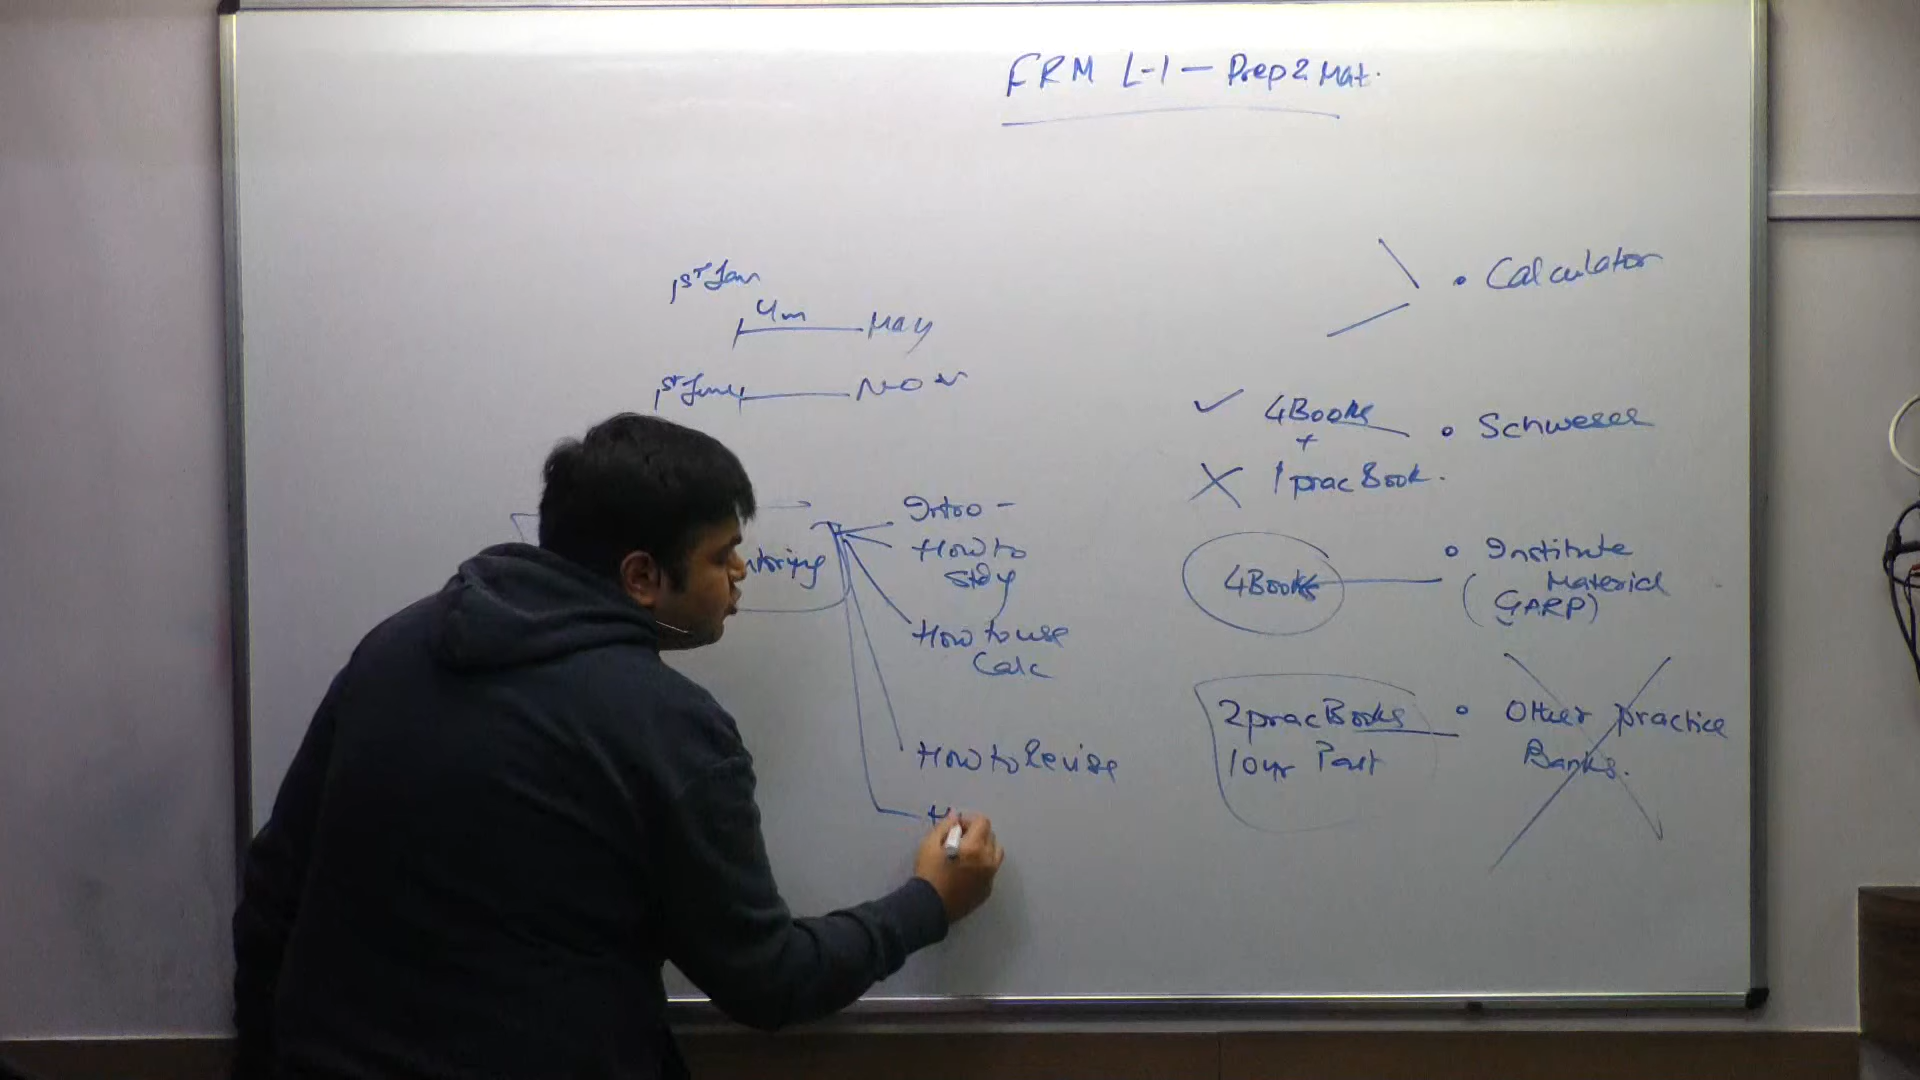 FRM L-1 - Prep & Mat.
1st Jan
4m
May
1st June
NOV
Intro -
How to
Stdy
How to use
Calc
How to Revise
H
• Calculator
4Books
+
1 prac Book.
• Schweser
4Books
• Institute
Material
(GARP)
2 prac Books
10 yr Past
• Other practice
Banks.